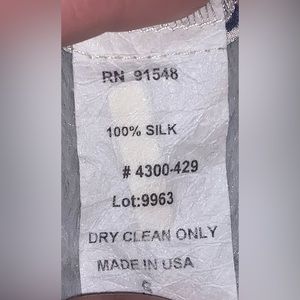 RN 91548
100% SILK
# 4300-429
Lot:9963
DRY CLEAN ONLY
MADE IN USA
S